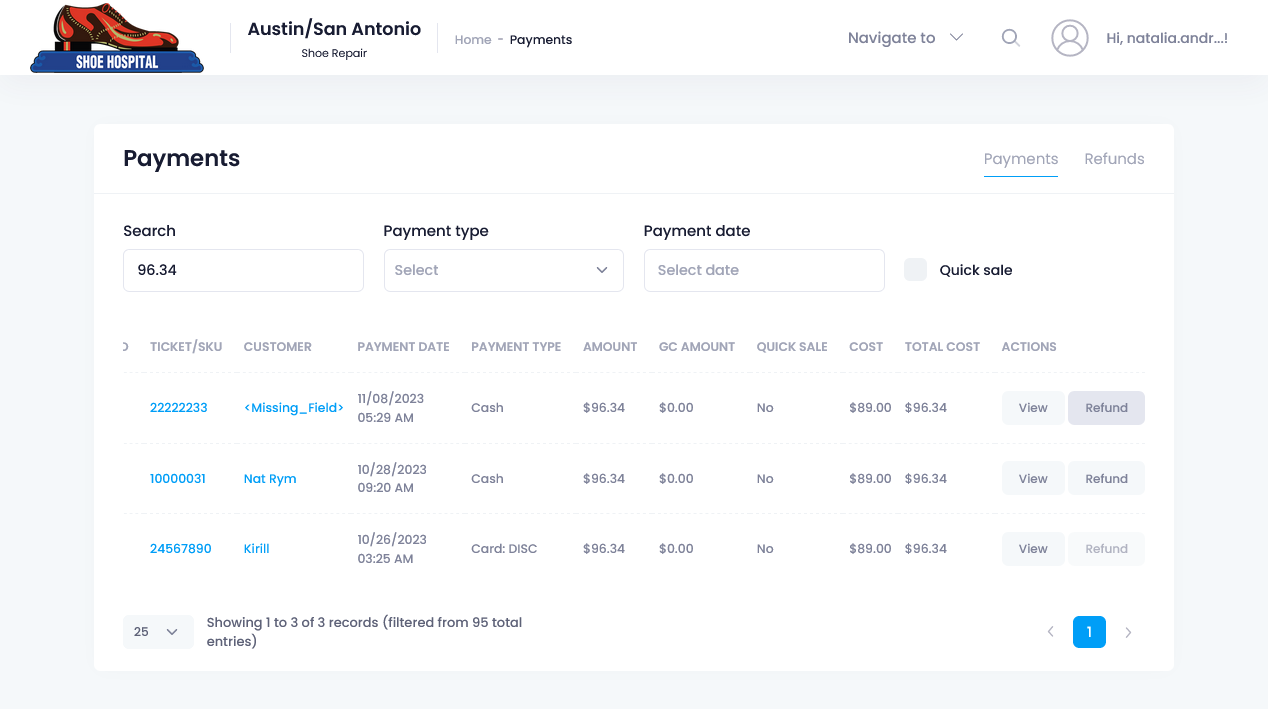 SHOE HOSPITAL
Austin/San Antonio
Shoe Repair
Home - Payments
Navigate to
Hi, natalia.andr...!
Payments
Payments Refunds
Search Payment type Payment date
96.34 Select Select date Quick sale
TICKET/SKU CUSTOMER PAYMENT DATE PAYMENT TYPE AMOUNT GC AMOUNT QUICK SALE COST TOTAL COST ACTIONS
22222233 <Missing_Field> 11/08/2023 05:29 AM Cash $96.34 $0.00 No $89.00 $96.34 View Refund
10000031 Nat Rym 10/28/2023 09:20 AM Cash $96.34 $0.00 No $89.00 $96.34 View Refund
24567890 Kirill 10/26/2023 03:25 AM Card: DISC $96.34 $0.00 No $89.00 $96.34 View Refund
25 Showing 1 to 3 of 3 records (filtered from 95 total
entries)
1